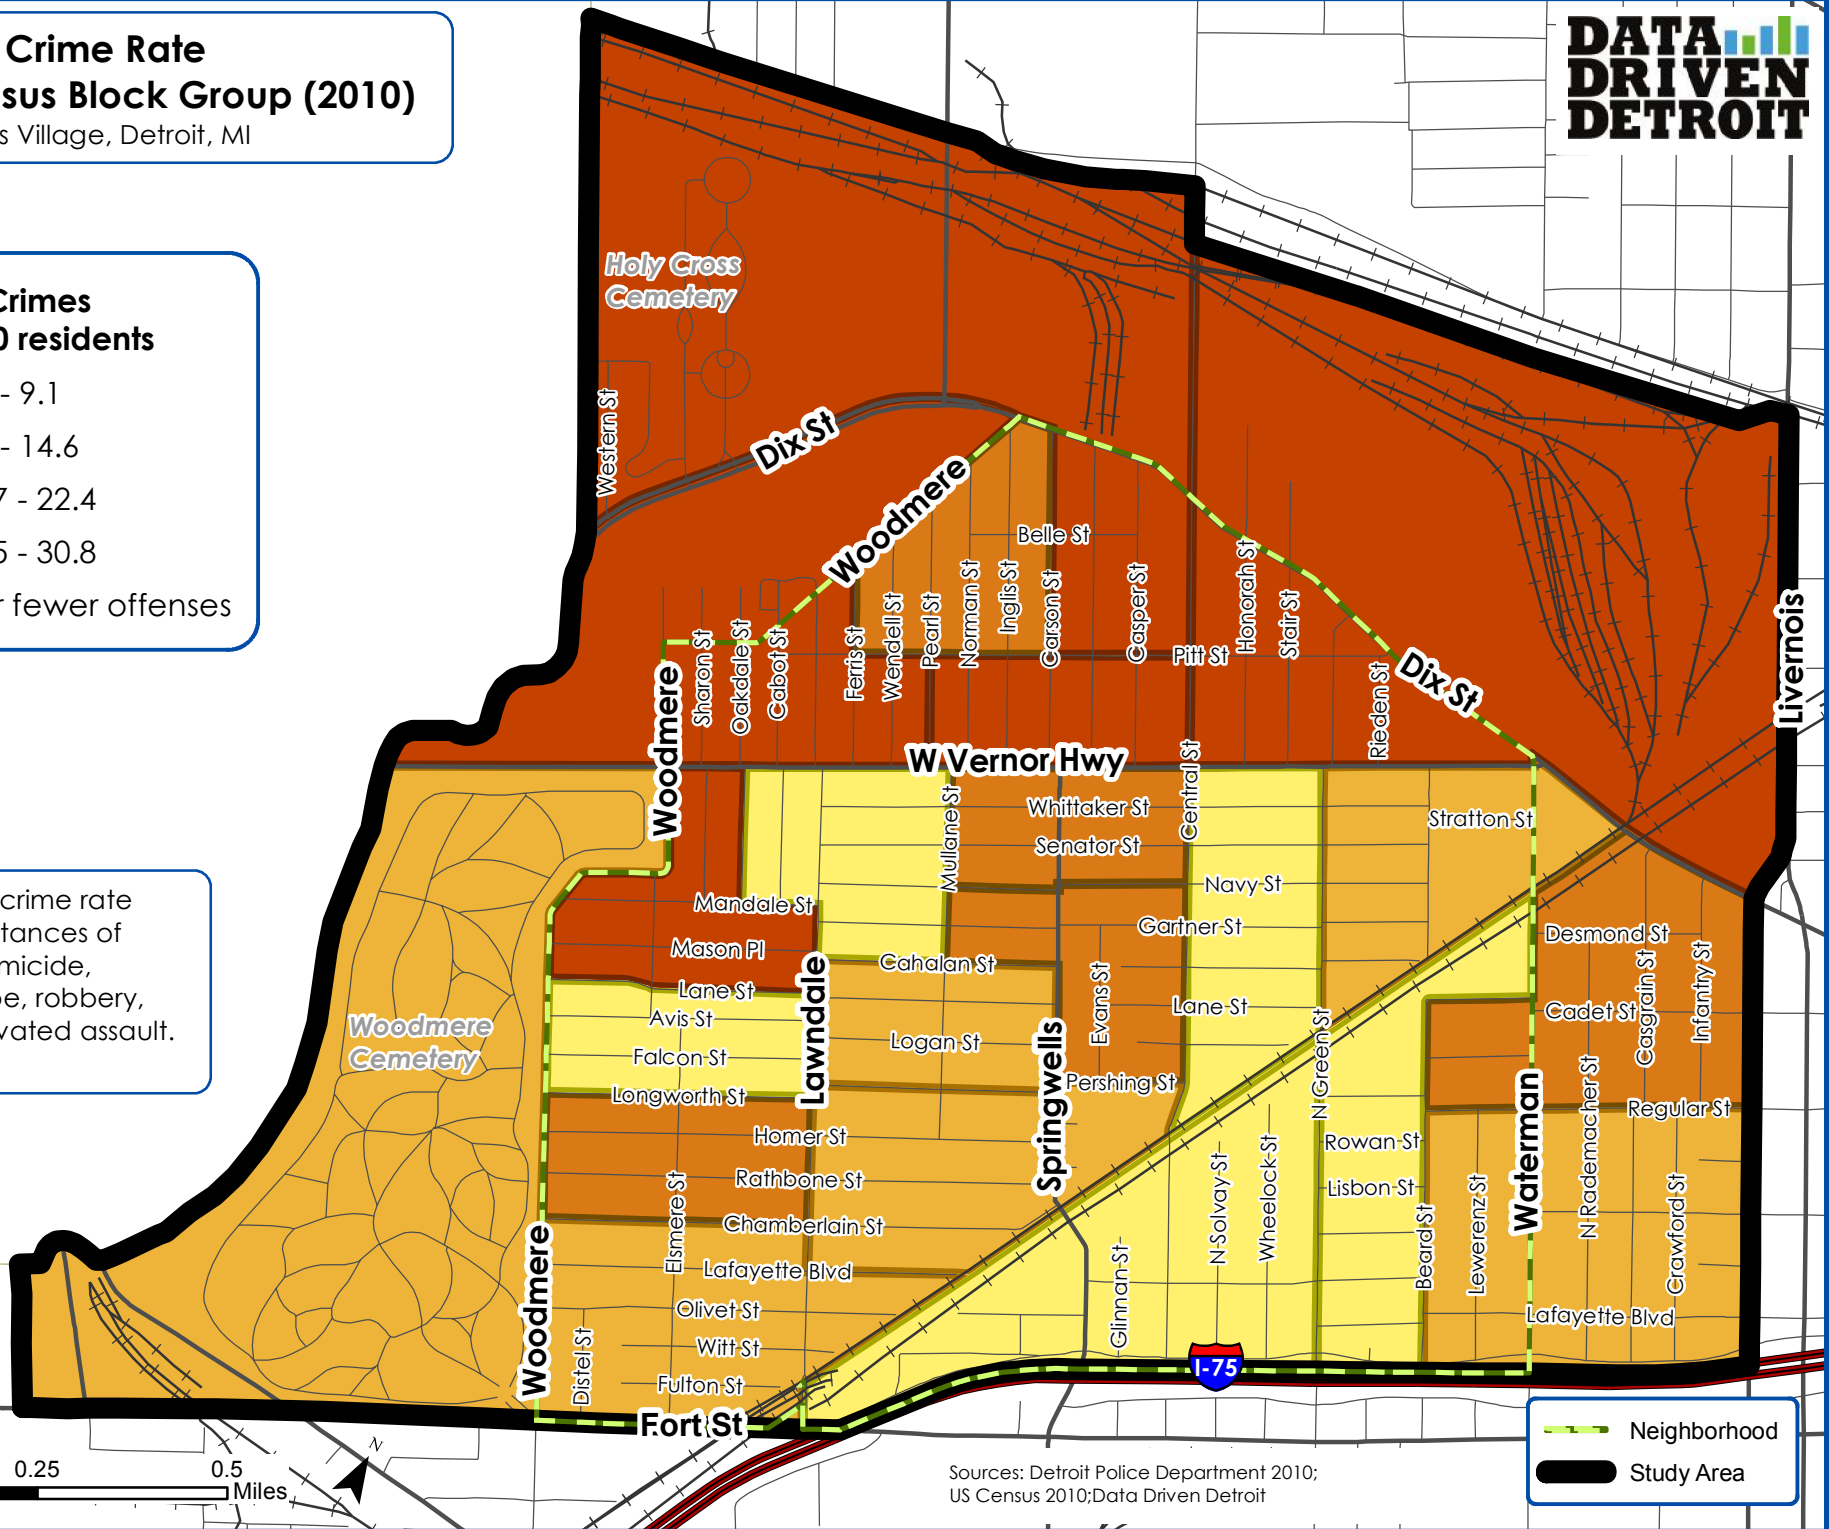 Crime Rate
sus Block Group (2010)
s Village, Detroit, MI
DATA
DRIVEN
DETROIT
Crimes
0 residents
- 9.1
- 14.6
7 - 22.4
5 - 30.8
r fewer offenses
crime rate
tances of
micide,
pe, robbery,
vated assault.
Holy Cross
Cemetery
Western St
Dix St
Woodmere
Belle St
Sharon St
Oakdale St
Cabot St
Ferris St
Wendell St
Pearl St
Norman St
Inglis St
Carson St
Casper St
Pitt St
Honorah St
Stair St
Rieden St
Dix St
Livernois
Woodmere
W Vernor Hwy
Mullane St
Whittaker St
Senator St
Central St
Stratton St
Navy St
Gartner St
Mandale St
Mason Pl
Cahalan St
Desmond St
Lane St
Avis St
Falcon St
Longworth St
Lawndale
Logan St
Evans St
Lane St
Pershing St
Springwells
N Green St
Cadet St
Casgrain St
Infantry St
Regular St
Woodmere
Cemetery
Homer St
Rathbone St
Chamberlain St
Elsmere St
Lafayette Blvd
Olivet St
Witt St
Fulton St
Distel St
Woodmere
Fort St
Glinnan St
N Solvay St
Wheelock St
Rowan St
Lisbon St
Beard St
Lewerenz St
Waterman
N Rademacher St
Crawford St
Lafayette Blvd
I-75
N
0.25 0.5
Miles
Sources: Detroit Police Department 2010;
US Census 2010;Data Driven Detroit
Neighborhood
Study Area